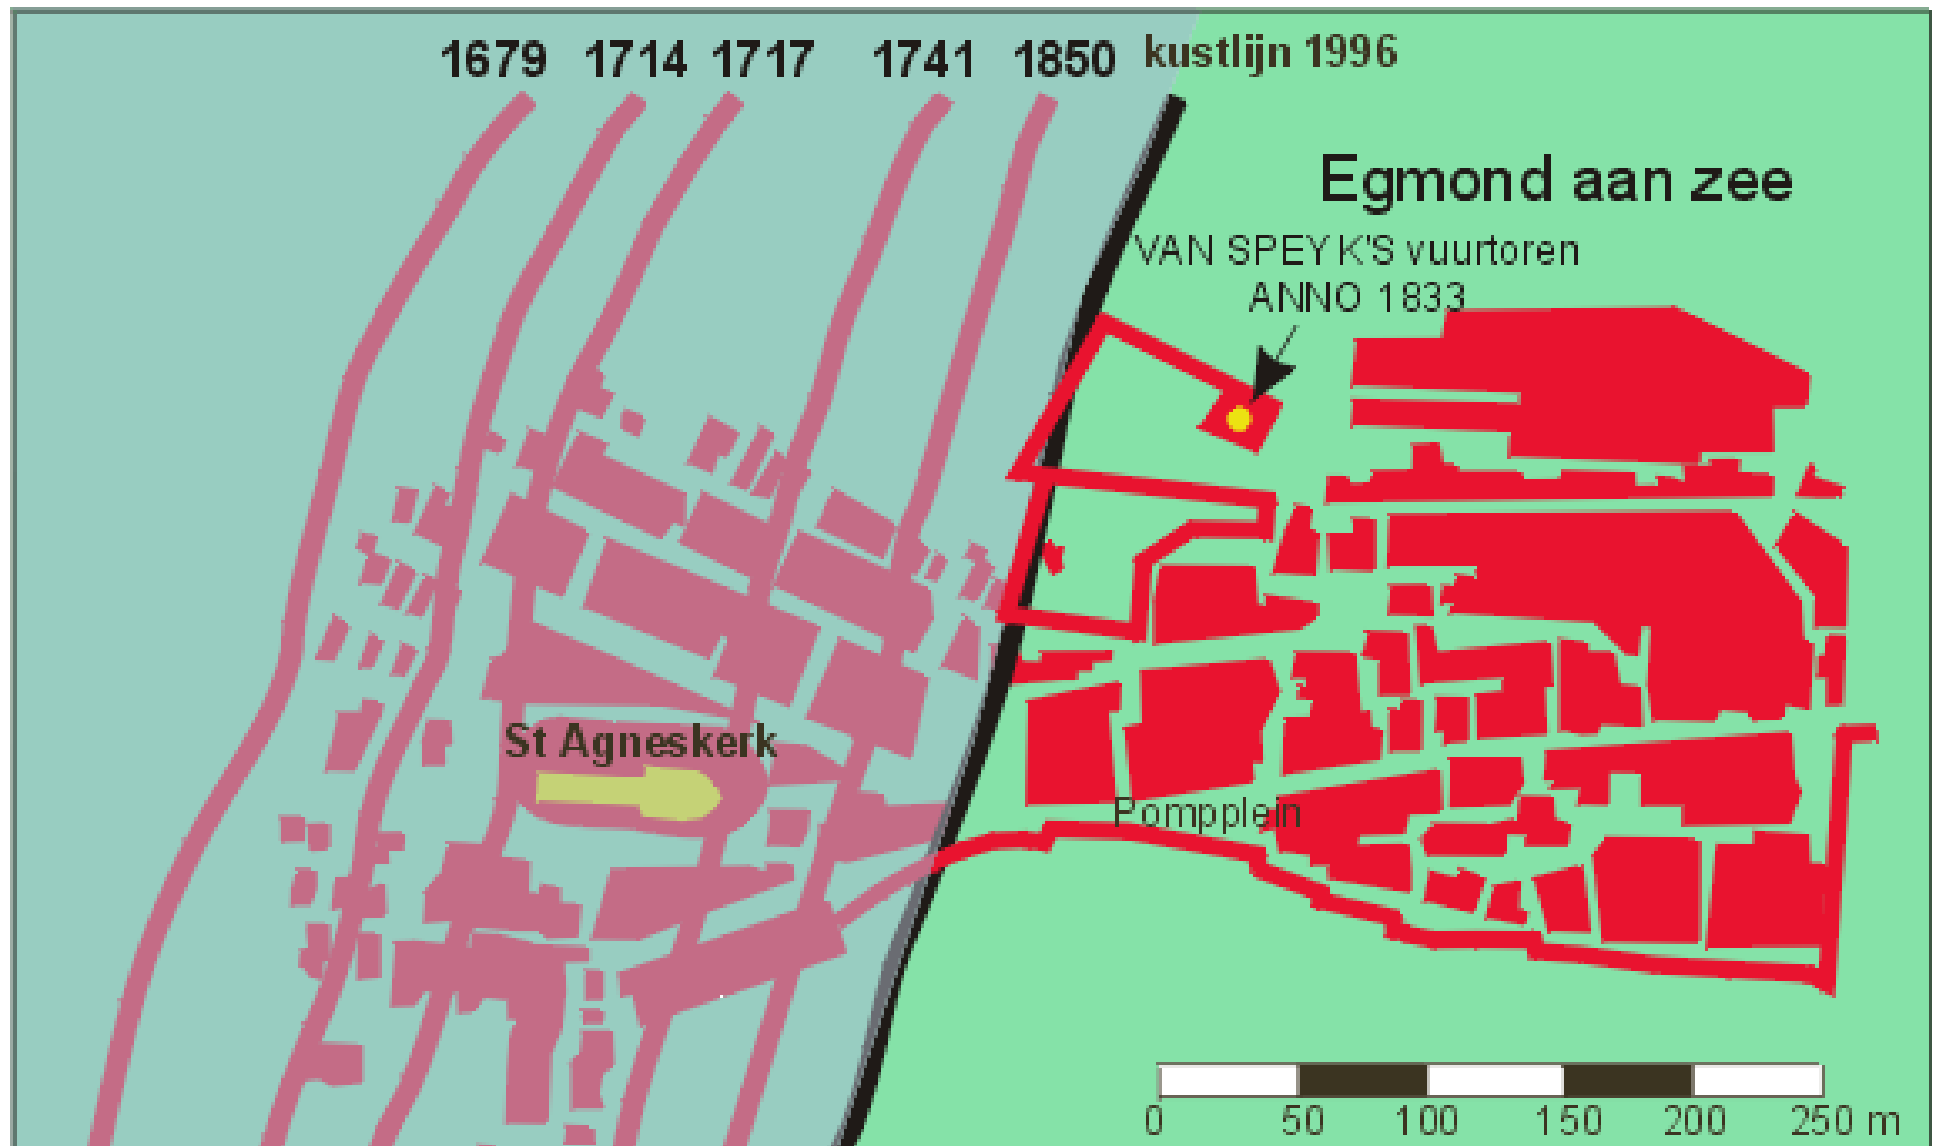 1679 1714 1717 1741 1850 kustlijn 1996
Egmond aan zee
VAN SPEYK'S vuurtoren
ANNO 1833
St Agneskerk
Pompplein
0 50 100 150 200 250 m